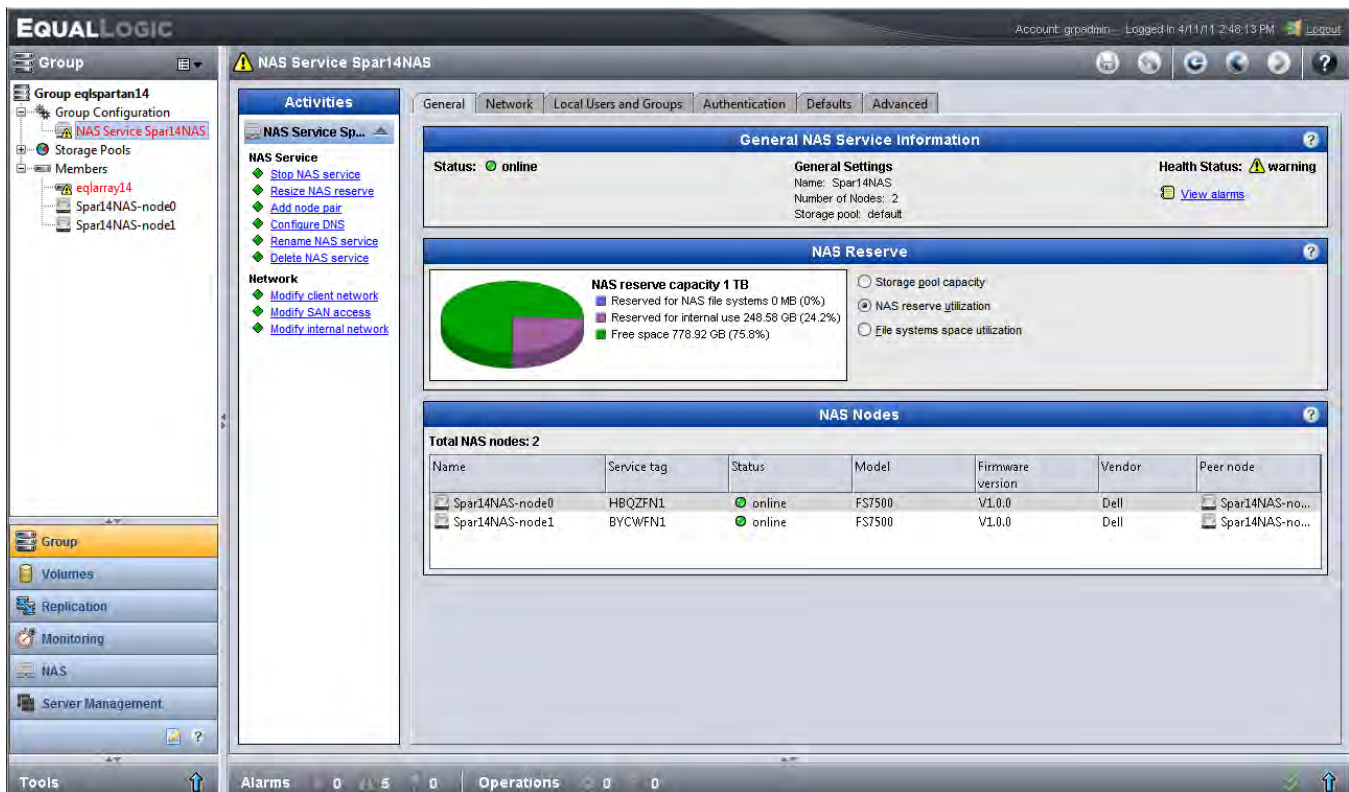 EQUALLOGIC
Account: grpadmin Logged in 4/11/11 2:48:13 PM Logout
Group
NAS Service Spar14NAS
?
Group eqlspartan14
Group Configuration
NAS Service Spar14NAS
Storage Pools
Members
eqlarray14
Spar14NAS-node0
Spar14NAS-node1
Activities
NAS Service Sp...
NAS Service
Stop NAS service
Resize NAS reserve
Add node pair
Configure DNS
Rename NAS service
Delete NAS service
Network
Modify client network
Modify SAN access
Modify internal network
General Network Local Users and Groups Authentication Defaults Advanced
General NAS Service Information ?
Status: online
General Settings
Name: Spar14NAS
Number of Nodes: 2
Storage pool: default
Health Status: warning
View alarms
NAS Reserve ?
NAS reserve capacity 1 TB
Reserved for NAS file systems 0 MB (0%)
Reserved for internal use 248.58 GB (24.2%)
Free space 778.92 GB (75.8%)
Storage pool capacity
NAS reserve utilization
File systems space utilization
NAS Nodes ?
Total NAS nodes: 2
Name Service tag Status Model Firmware version Vendor Peer node
Spar14NAS-node0 HBQZFN1 online FS7500 V1.0.0 Dell Spar14NAS-no...
Spar14NAS-node1 BYCWFN1 online FS7500 V1.0.0 Dell Spar14NAS-no...
Group
Volumes
Replication
Monitoring
NAS
Server Management
?
Tools
Alarms 0 5 0 Operations 0 0